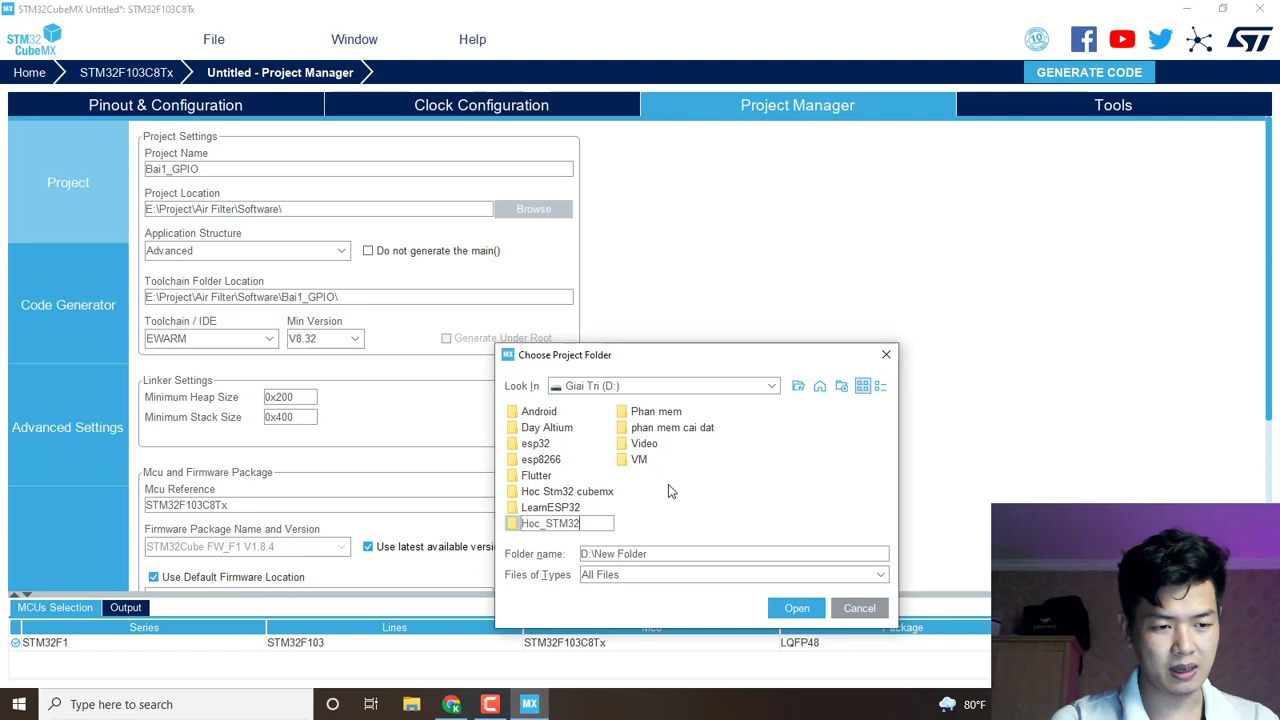 STM32CubeMX Untitled*: STM32F103C8Tx
STM32
CubeMX
File
Window
Help
10
Home
STM32F103C8Tx
Untitled - Project Manager
GENERATE CODE
Pinout & Configuration
Clock Configuration
Project Manager
Tools
Project
Code Generator
Advanced Settings
Project Settings
Project Name
Bai1_GPIO
Project Location
E:\Project\Air Filter\Software\
Browse
Application Structure
Advanced
Do not generate the main()
Toolchain Folder Location
E:\Project\Air Filter\Software\Bai1_GPIO\
Toolchain / IDE
Min Version
EWARM
V8.32
Generate Under Root
Linker Settings
Minimum Heap Size
0x200
Minimum Stack Size
0x400
Mcu and Firmware Package
Mcu Reference
STM32F103C8Tx
Firmware Package Name and Version
STM32Cube FW_F1 V1.8.4
Use latest available versi
Use Default Firmware Location
Choose Project Folder
Look In
Giai Tri (D:)
Android
Day Altium
esp32
esp8266
Flutter
Hoc Stm32 cubemx
LearnESP32
Hoc_STM32
Phan mem
phan mem cai dat
Video
VM
Folder name:
D:\New Folder
Files of Types
All Files
Open
Cancel
MCUs Selection
Output
Series
Lines
Mcu
Package
STM32F1
STM32F103
STM32F103C8Tx
LQFP48
Type here to search
80°F